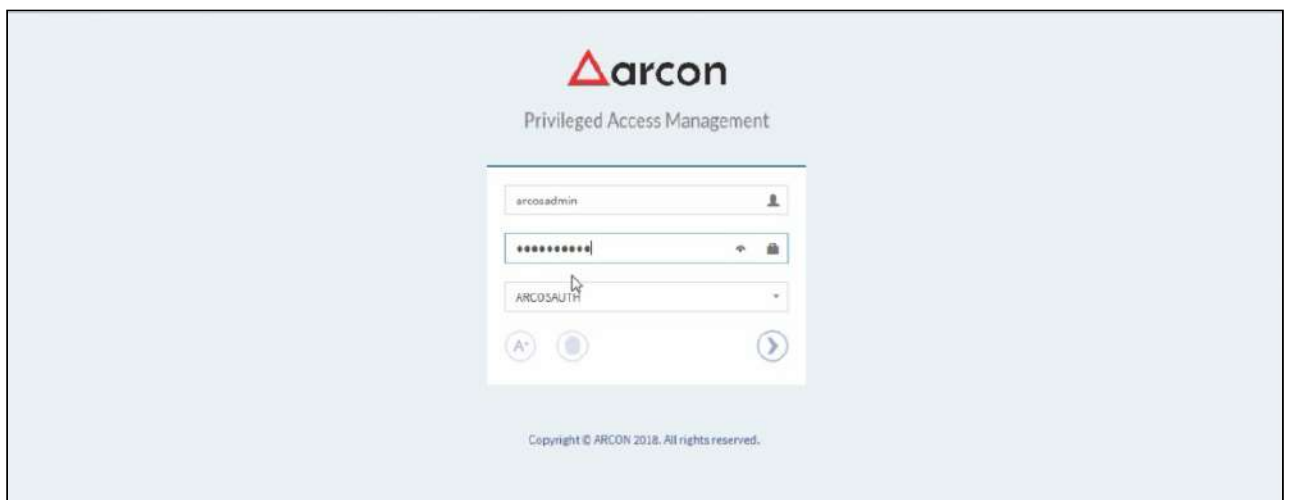 arcon
Privileged Access Management
arcosadmin
••••••••••
ARCOSAUTH
A+
Copyright © ARCON 2018. All rights reserved.